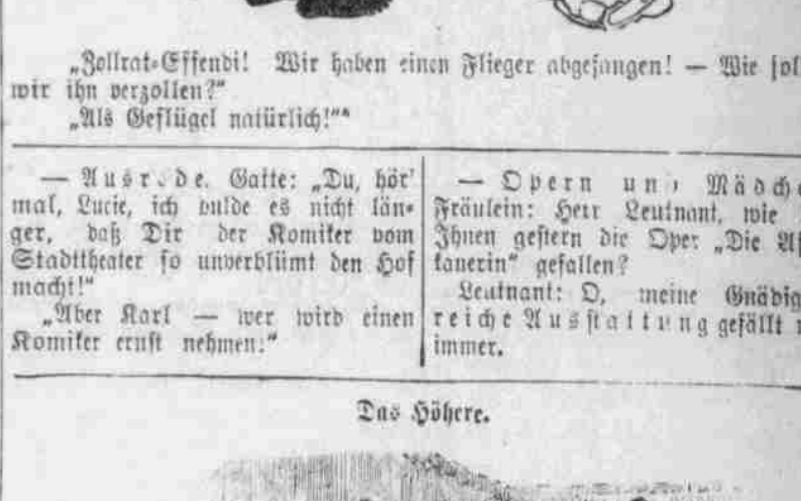 „Zollrat-Effendi! Wir haben einen Flieger abgefangen! — Wie sol
wir ihn verzollen?“
„Als Geflügel natürlich!“
— Ausrede. Gatte: „Du, hör'
mal, Lucie, ich dulde es nicht län-
ger, daß Dir der Komiker vom
Stadttheater so unverblümt den Hof
macht!“
„Aber Karl — wer wird einen
Komiker ernst nehmen.“
— Opern un Mädch
Fräulein: Herr Leutnant, wie
Ihnen gestern die Oper „Die Af
kanerin“ gefallen?
Leutnant: O, meine Gnädig
reiche Ausstattung gefällt
immer.
Das Höhere.